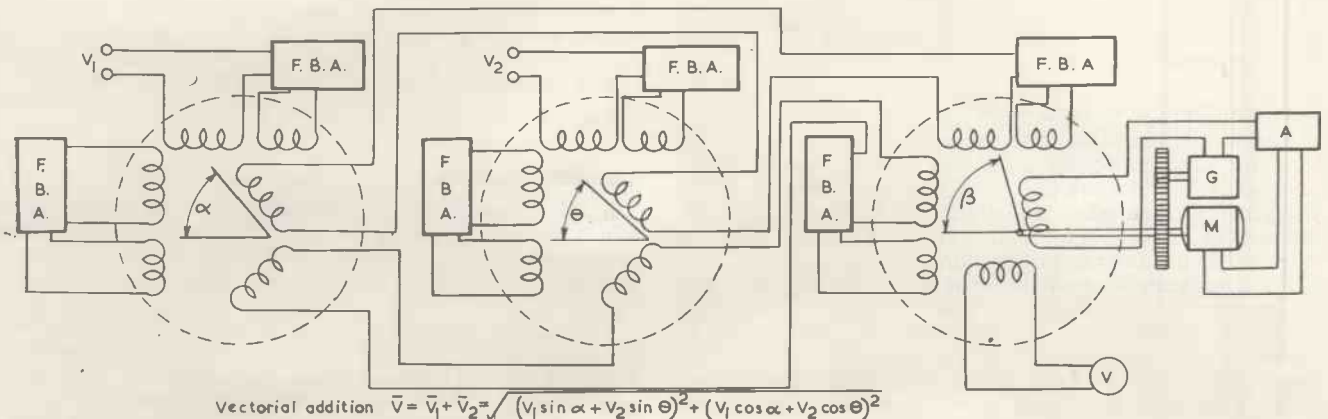 V₁
F. B. A.
V₂
F. B. A.
F. B. A
F. B. A.
α
F B A.
θ
F B A.
β
A
G
M
V
Vectorial addition V̄ = V̄₁ + V̄₂ = √(V₁ sin α + V₂ sin θ)² + (V₁ cos α + V₂ cos θ)²